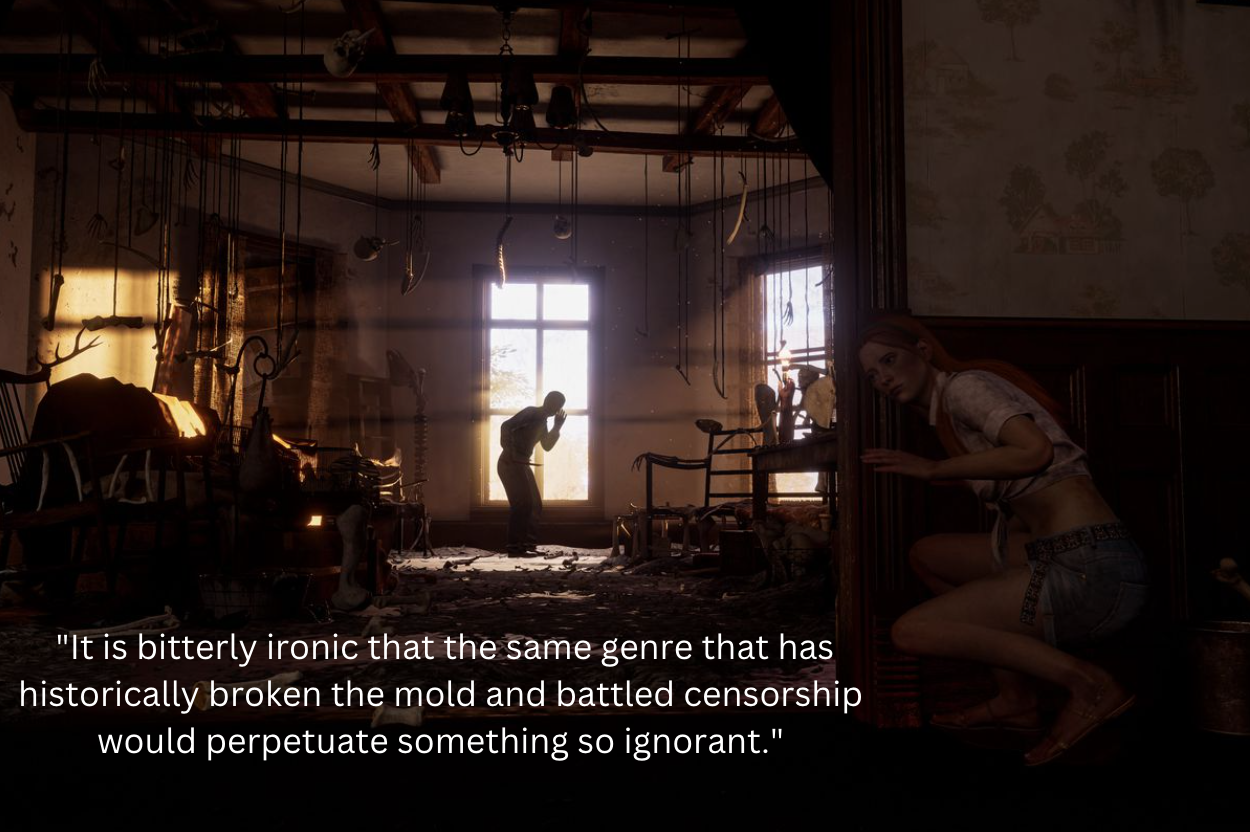 "It is bitterly ironic that the same genre that has
historically broken the mold and battled censorship
would perpetuate something so ignorant."